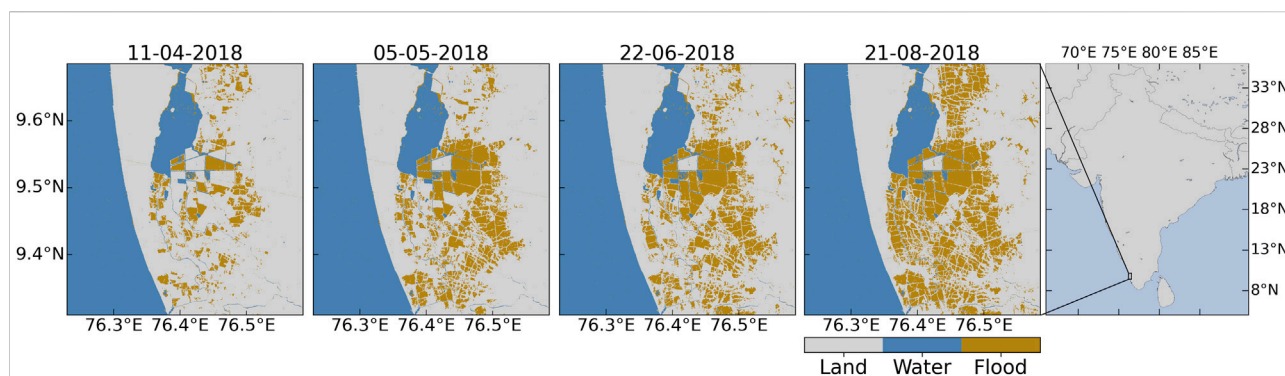 11-04-2018 05-05-2018 22-06-2018 21-08-2018 70°E 75°E 80°E 85°E
33°N
9.6°N 28°N
23°N
9.5°N
18°N
9.4°N 13°N
8°N
76.3°E 76.4°E 76.5°E 76.3°E 76.4°E 76.5°E 76.3°E 76.4°E 76.5°E 76.3°E 76.4°E 76.5°E
Land Water Flood